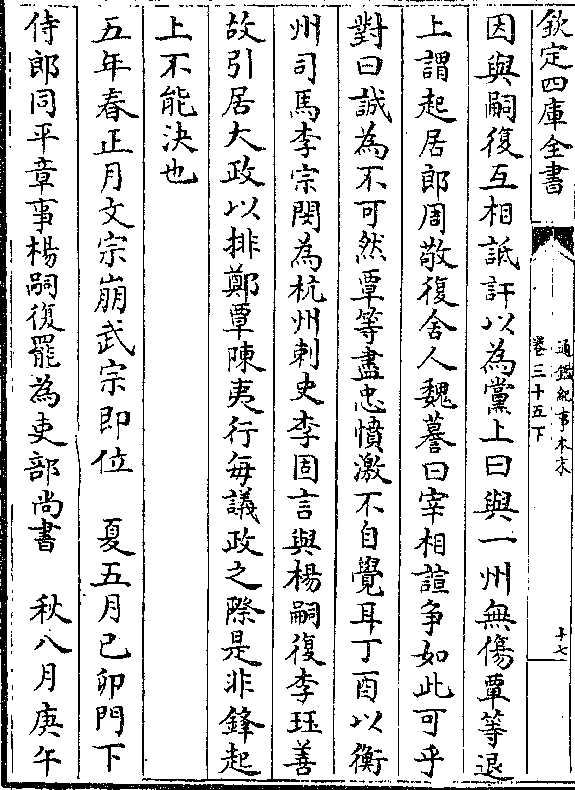 欽定四庫全書
通鑑紀事本末
卷三十五下
十七
因與嗣復互相詆訐以為黨上曰與一州無傷覃等退
上謂起居郎周敬復舍人魏謩曰宰相諠爭如此可乎
對曰誠為不可然覃等盡忠憤激不自覺耳丁酉以衡
州司馬李宗閔為杭州刺史李固言與楊嗣復李珏善
故引居大政以排鄭覃陳夷行每議政之際是非鋒起
上不能決也
五年春正月文宗崩武宗即位 夏五月己卯門下
侍郎同平章事楊嗣復罷為吏部尚書 秋八月庚午